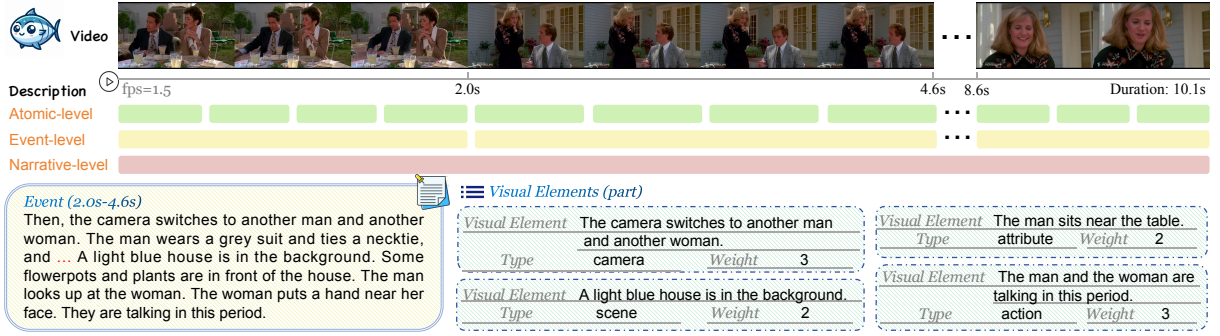 Video
Description
fps=1.5
2.0s
4.6s
8.6s
Duration: 10.1s
Atomic-level
Event-level
Narrative-level
Event (2.0s-4.6s)
Then, the camera switches to another man and another
woman. The man wears a grey suit and ties a necktie,
and ... A light blue house is in the background. Some
flowerpots and plants are in front of the house. The man
looks up at the woman. The woman puts a hand near her
face. They are talking in this period.
Visual Elements (part)
Visual Element The camera switches to another man
and another woman.
Type camera Weight 3
Visual Element A light blue house is in the background.
Type scene Weight 2
Visual Element The man sits near the table.
Type attribute Weight 2
Visual Element The man and the woman are
talking in this period.
Type action Weight 3